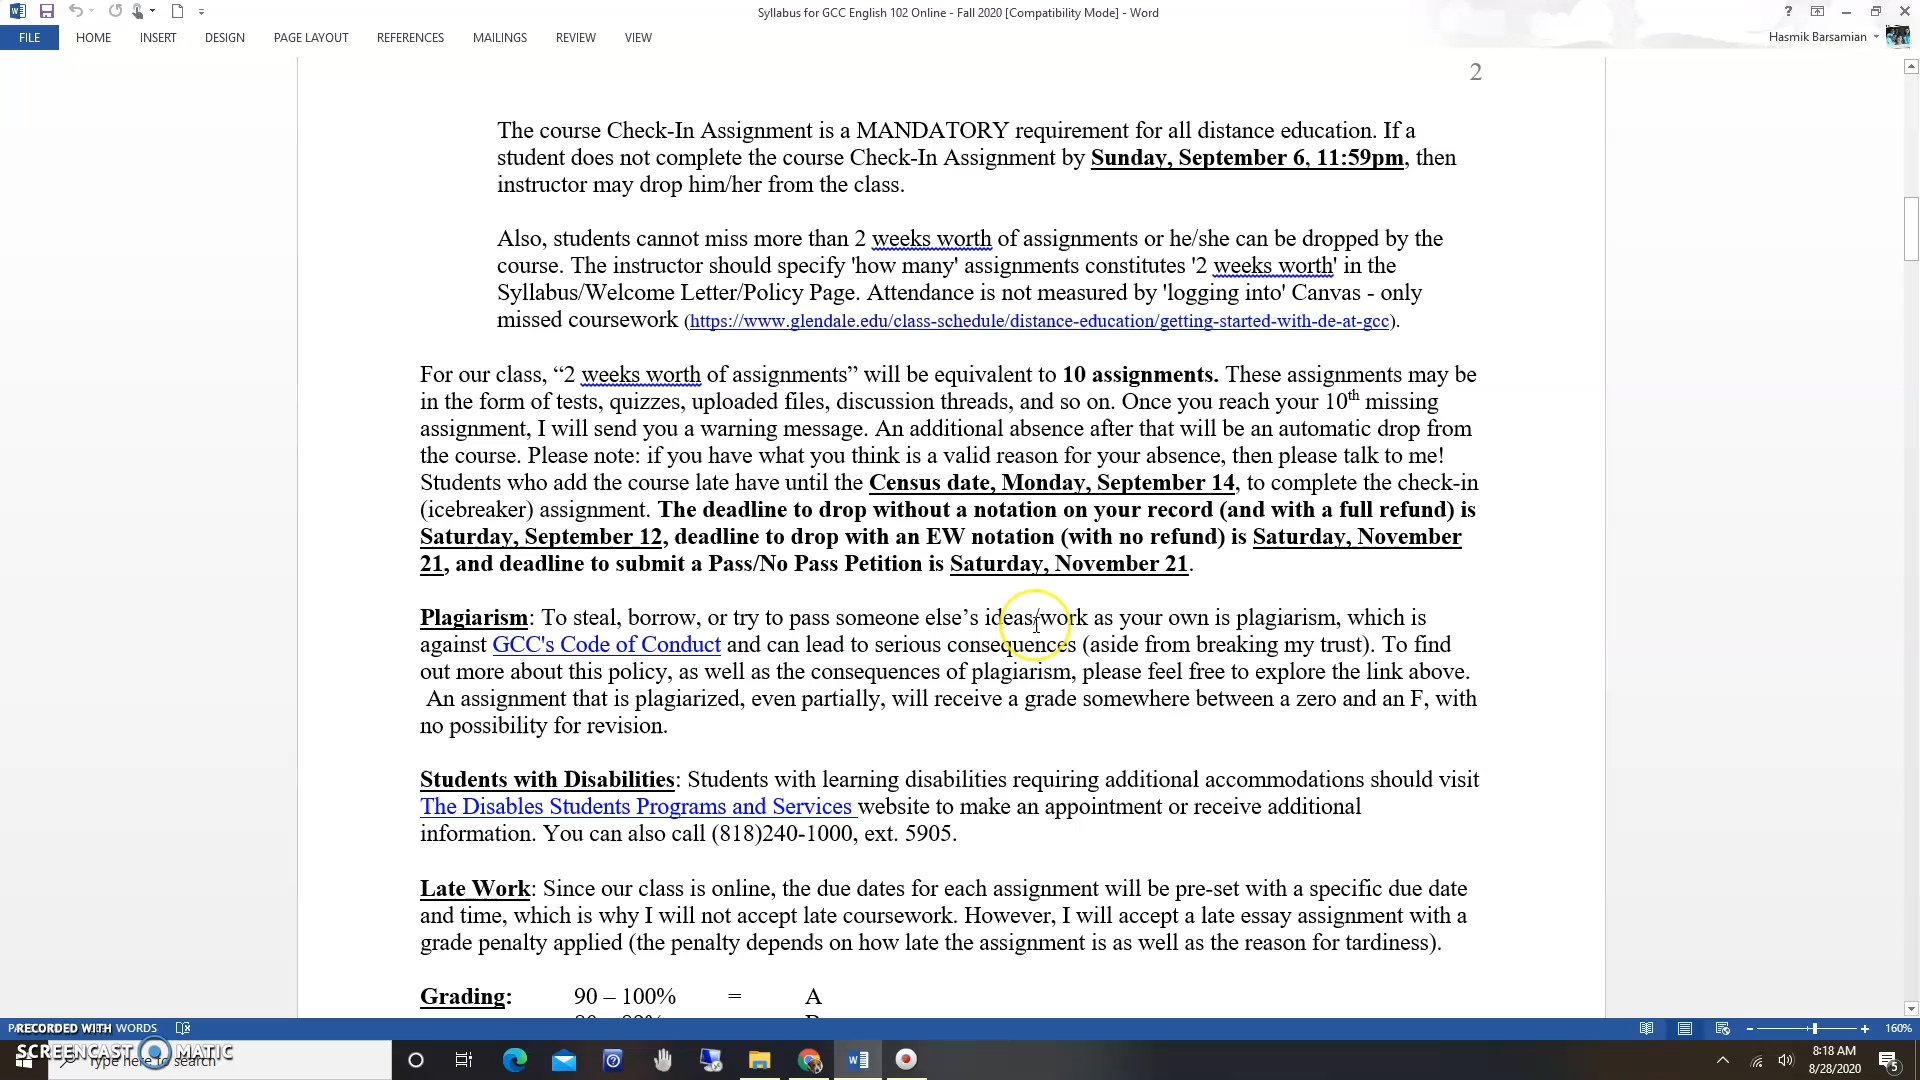 Syllabus for GCC English 102 Online - Fall 2020 [Compatibility Mode] - Word
FILE HOME INSERT DESIGN PAGE LAYOUT REFERENCES MAILINGS REVIEW VIEW
Hasmik Barsamian
2
The course Check-In Assignment is a MANDATORY requirement for all distance education. If a
student does not complete the course Check-In Assignment by Sunday, September 6, 11:59pm, then
instructor may drop him/her from the class.
Also, students cannot miss more than 2 weeks worth of assignments or he/she can be dropped by the
course. The instructor should specify 'how many' assignments constitutes '2 weeks worth' in the
Syllabus/Welcome Letter/Policy Page. Attendance is not measured by 'logging into' Canvas - only
missed coursework (https://www.glendale.edu/class-schedule/distance-education/getting-started-with-de-at-gcc).
For our class, “2 weeks worth of assignments” will be equivalent to 10 assignments. These assignments may be
in the form of tests, quizzes, uploaded files, discussion threads, and so on. Once you reach your 10th missing
assignment, I will send you a warning message. An additional absence after that will be an automatic drop from
the course. Please note: if you have what you think is a valid reason for your absence, then please talk to me!
Students who add the course late have until the Census date, Monday, September 14, to complete the check-in
(icebreaker) assignment. The deadline to drop without a notation on your record (and with a full refund) is
Saturday, September 12, deadline to drop with an EW notation (with no refund) is Saturday, November
21, and deadline to submit a Pass/No Pass Petition is Saturday, November 21.
Plagiarism: To steal, borrow, or try to pass someone else’s ideas/work as your own is plagiarism, which is
against GCC's Code of Conduct and can lead to serious consequences (aside from breaking my trust). To find
out more about this policy, as well as the consequences of plagiarism, please feel free to explore the link above.
An assignment that is plagiarized, even partially, will receive a grade somewhere between a zero and an F, with
no possibility for revision.
Students with Disabilities: Students with learning disabilities requiring additional accommodations should visit
The Disables Students Programs and Services website to make an appointment or receive additional
information. You can also call (818)240-1000, ext. 5905.
Late Work: Since our class is online, the due dates for each assignment will be pre-set with a specific due date
and time, which is why I will not accept late coursework. However, I will accept a late essay assignment with a
grade penalty applied (the penalty depends on how late the assignment is as well as the reason for tardiness).
Grading: 90 – 100% = A
RECORDED WITH WORDS
160%
SCREENCAST MATIC
Type here to search
8:18 AM
8/28/2020
5